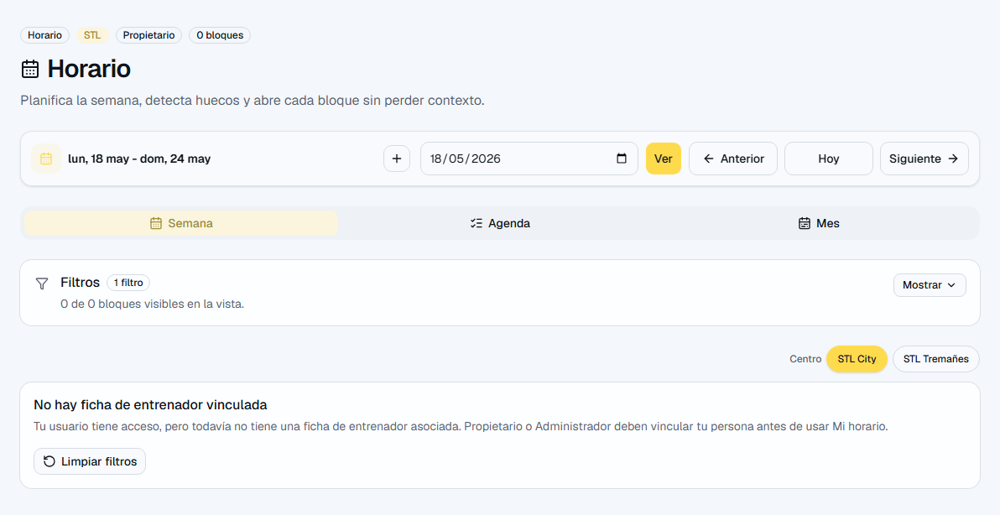 Horario STL Propietario 0 bloques
Horario
Planifica la semana, detecta huecos y abre cada bloque sin perder contexto.
lun, 18 may - dom, 24 may + 18/05/2026 Ver ← Anterior Hoy Siguiente →
Semana Agenda Mes
Filtros 1 filtro
Mostrar
0 de 0 bloques visibles en la vista.
Centro STL City STL Tremañes
No hay ficha de entrenador vinculada
Tu usuario tiene acceso, pero todavía no tiene una ficha de entrenador asociada. Propietario o Administrador deben vincular tu persona antes de usar Mi horario.
Limpiar filtros